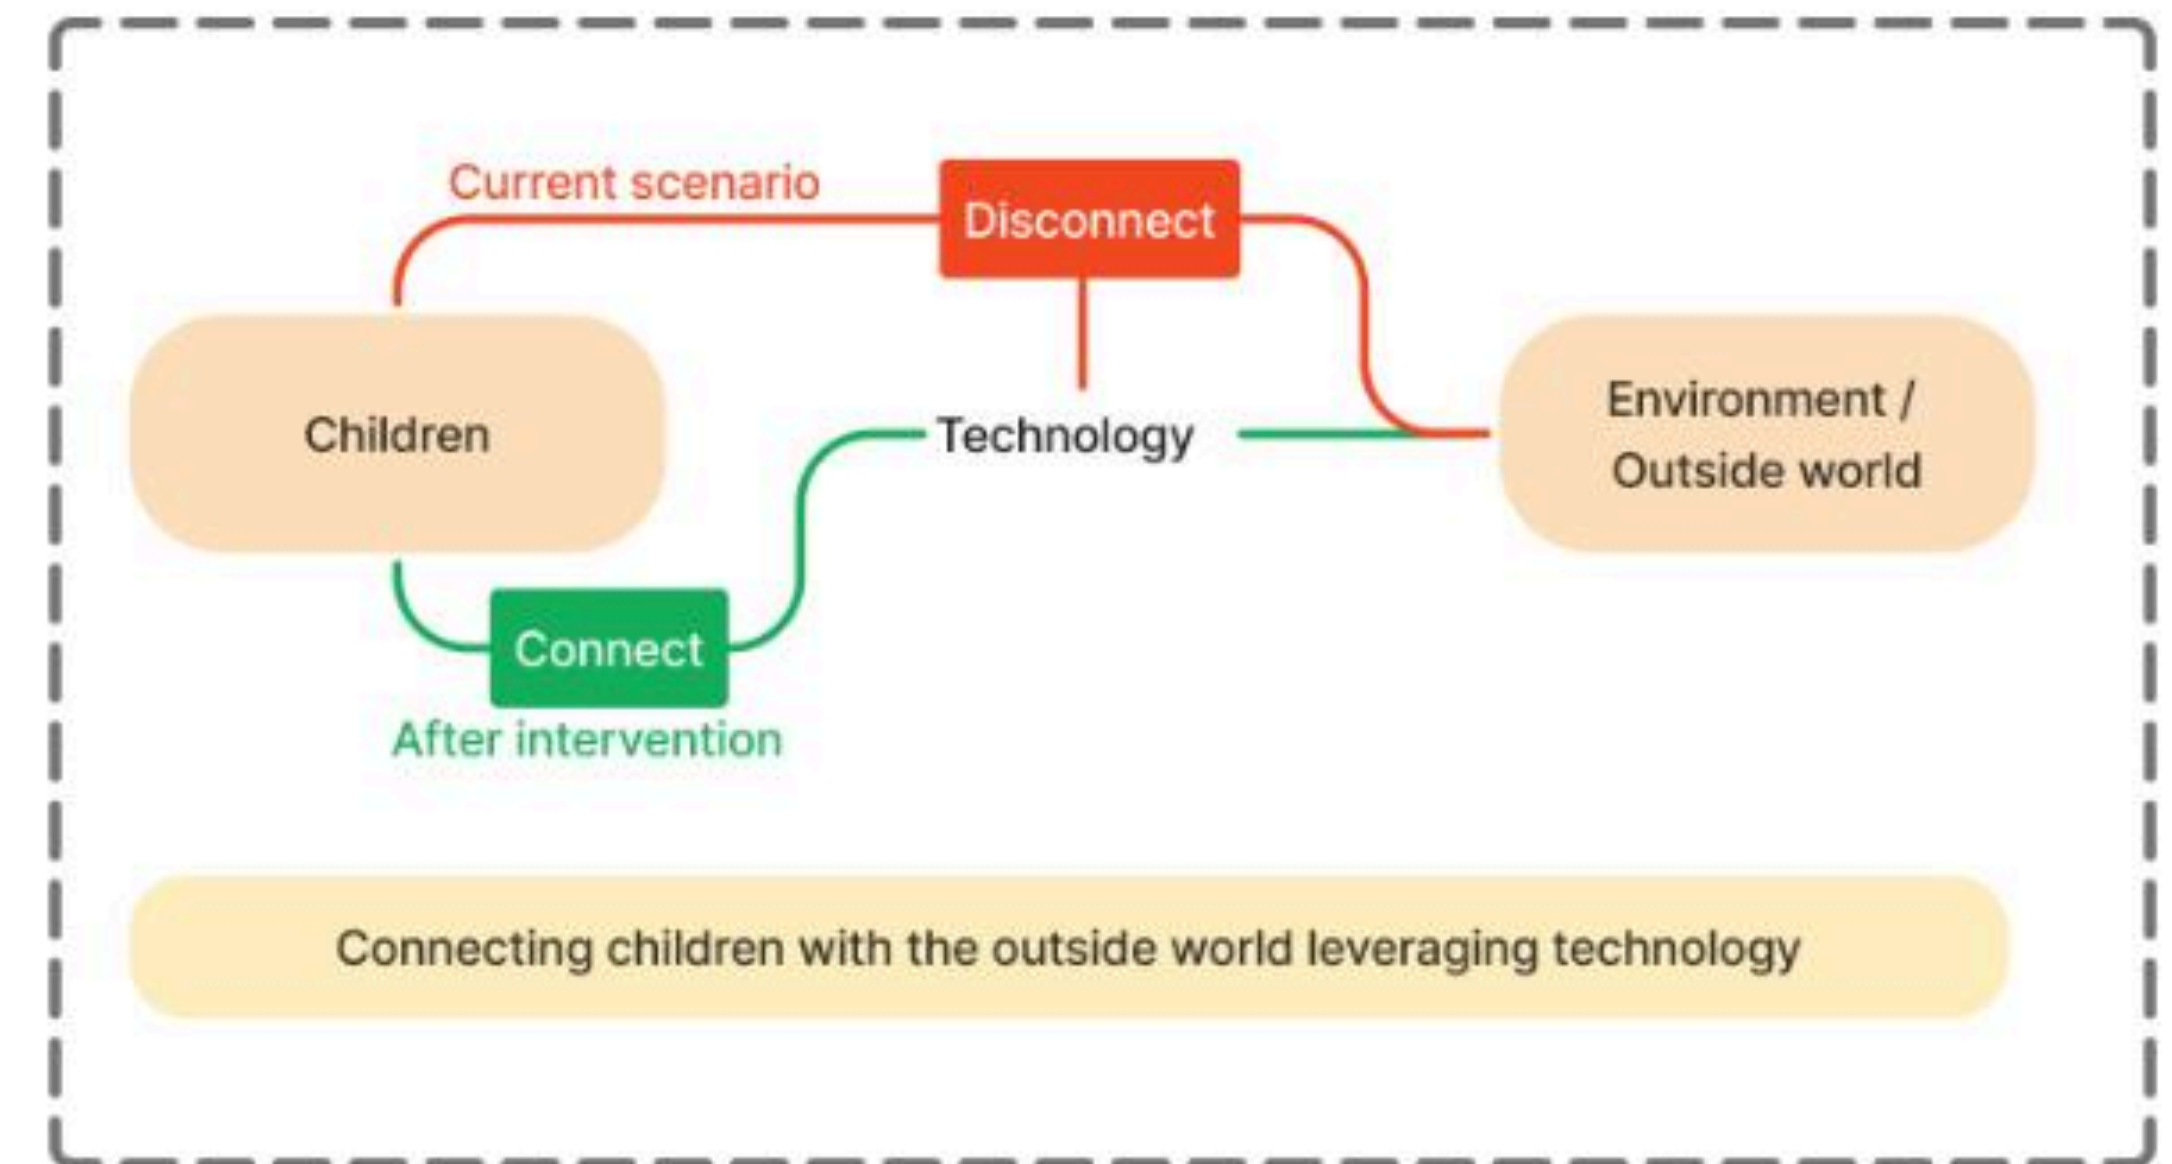 Current scenario
Disconnect
Children
Technology
Environment /
Outside world
Connect
After intervention
Connecting children with the outside world leveraging technology